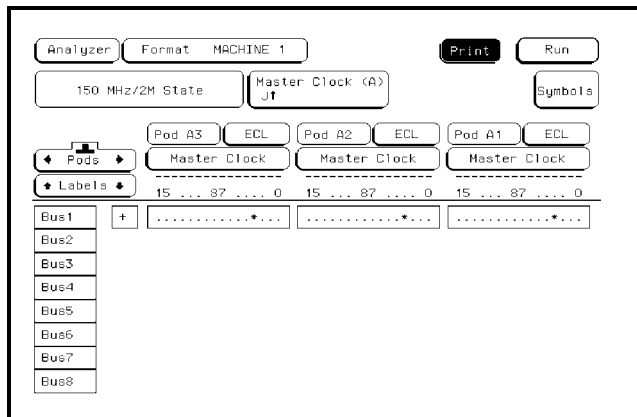 Analyzer Format MACHINE 1 Print Run
150 MHz/2M State Master Clock (A) J↑ Symbols
Pod A3 ECL Pod A2 ECL Pod A1 ECL
← Pods → Master Clock Master Clock Master Clock
↑ Labels ↓ 15 ... 87 .... 0 15 ... 87 .... 0 15 ... 87 .... 0
Bus1 + ............*... ............*... ............*...
Bus2
Bus3
Bus4
Bus5
Bus6
Bus7
Bus8